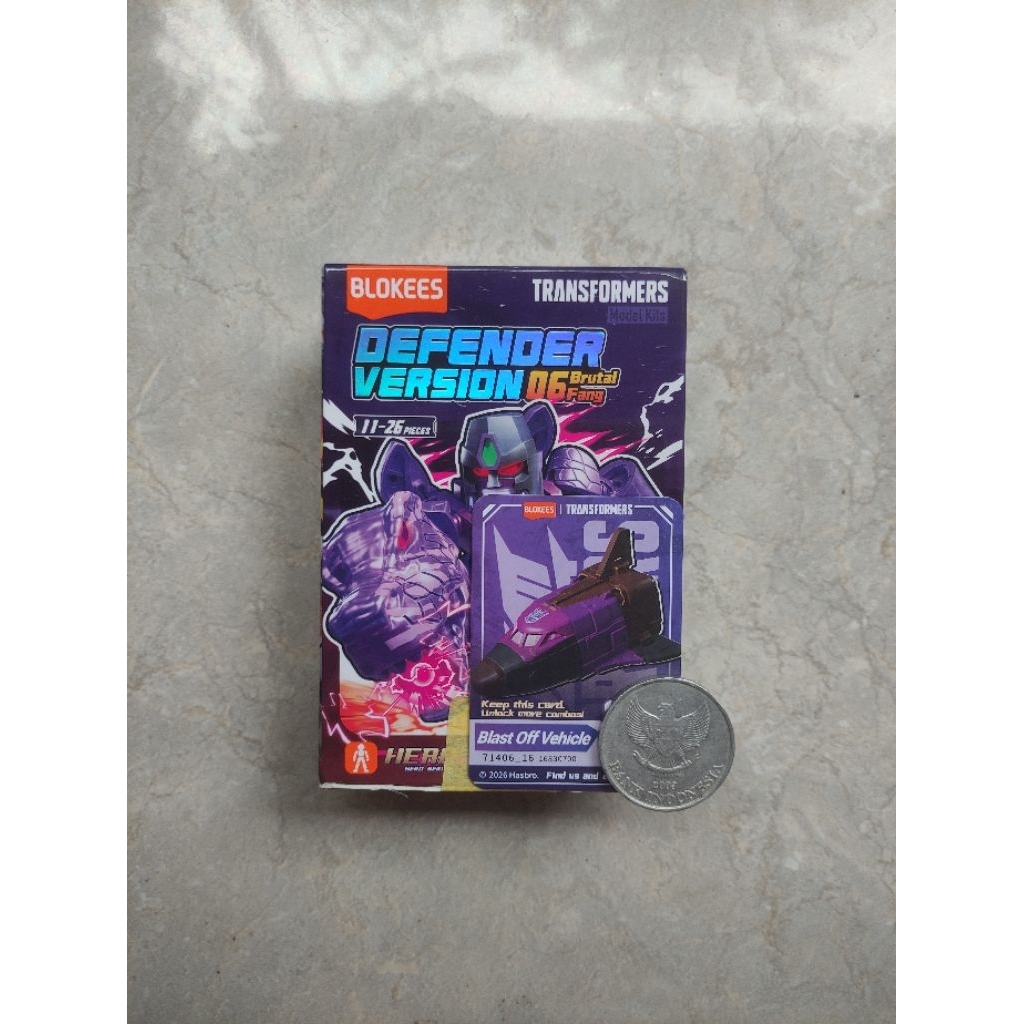 BLOKEES
TRANSFORMERS
Model Kits
DEFENDER
VERSION 06 Brutal Fang
11-26 PIECES
BLOKEES | TRANSFORMERS
Keep this card.
Unlock more combos!
Blast Off Vehicle
71406_16
© 2026 Hasbro. Find us and
BANK INDONESIA